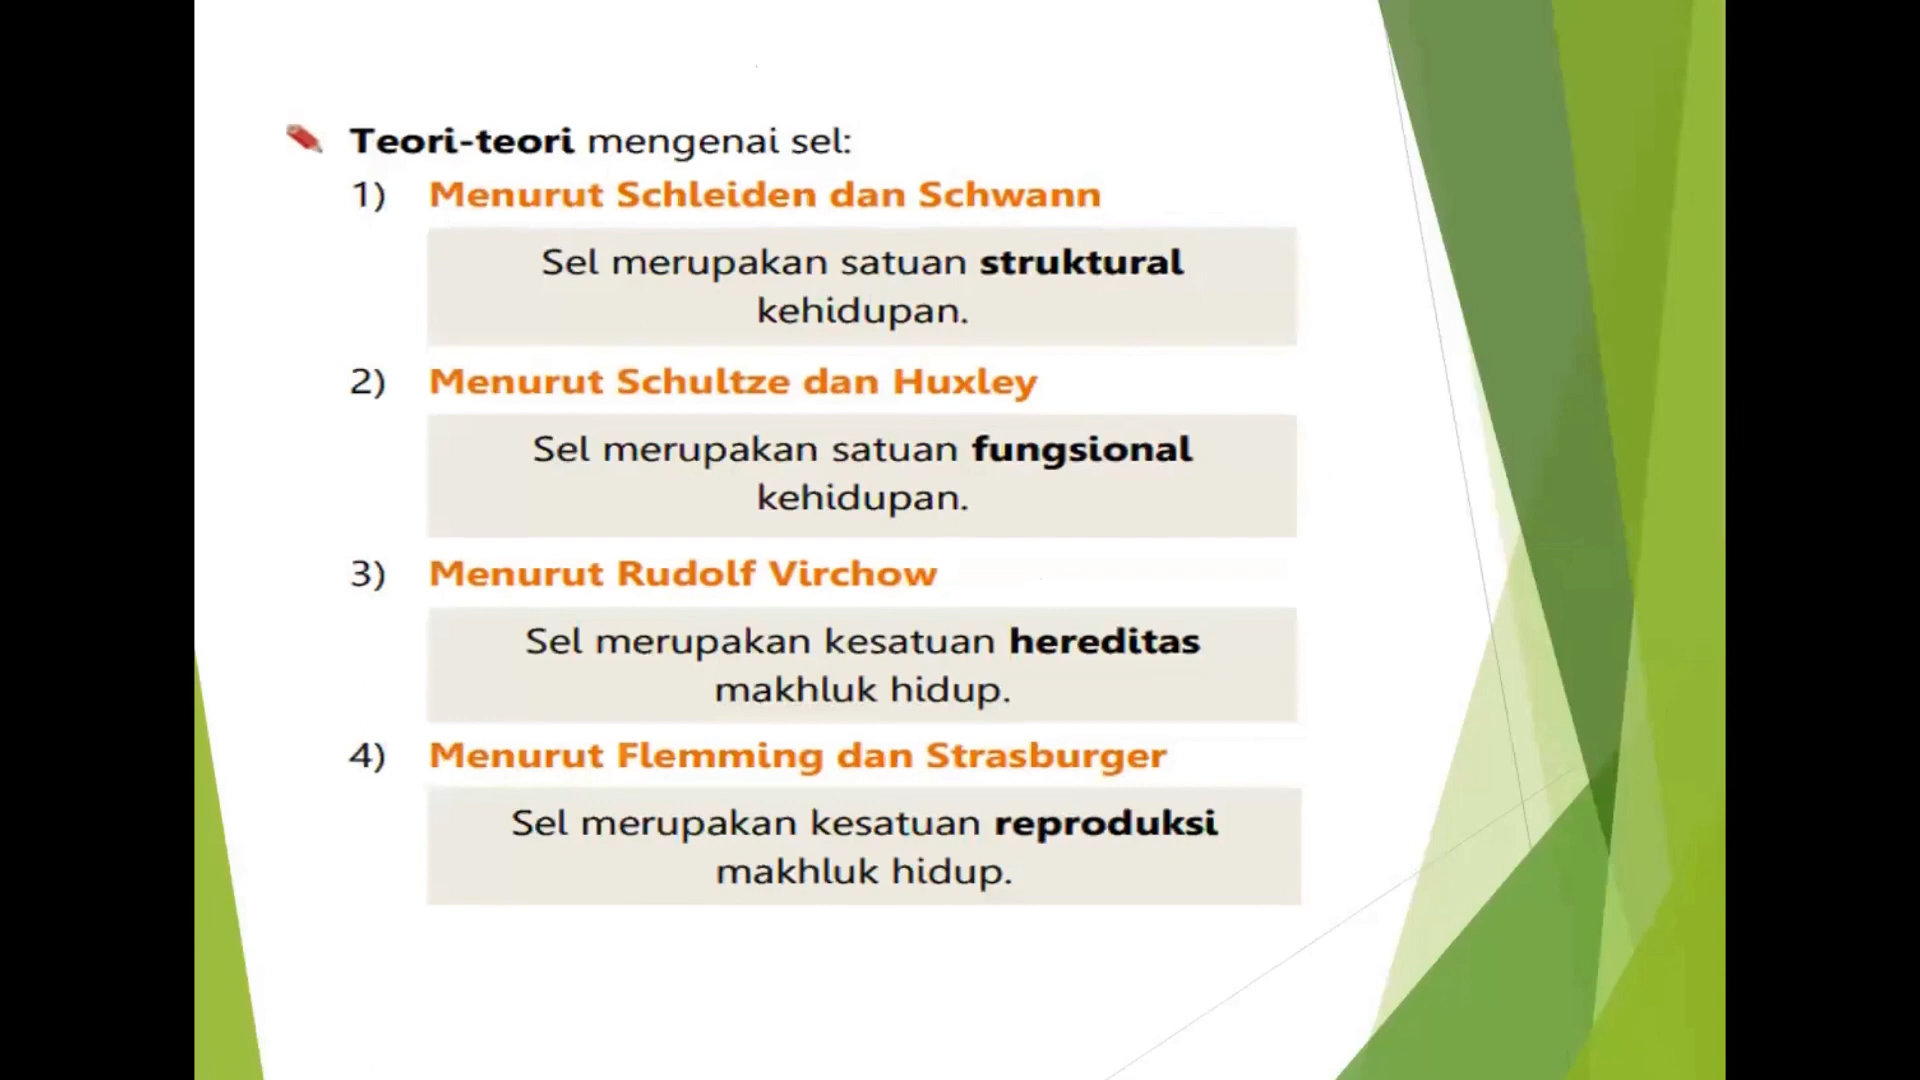 Teori-teori mengenai sel:
1) Menurut Schleiden dan Schwann
Sel merupakan satuan struktural
kehidupan.
2) Menurut Schultze dan Huxley
Sel merupakan satuan fungsional
kehidupan.
3) Menurut Rudolf Virchow
Sel merupakan kesatuan hereditas
makhluk hidup.
4) Menurut Flemming dan Strasburger
Sel merupakan kesatuan reproduksi
makhluk hidup.